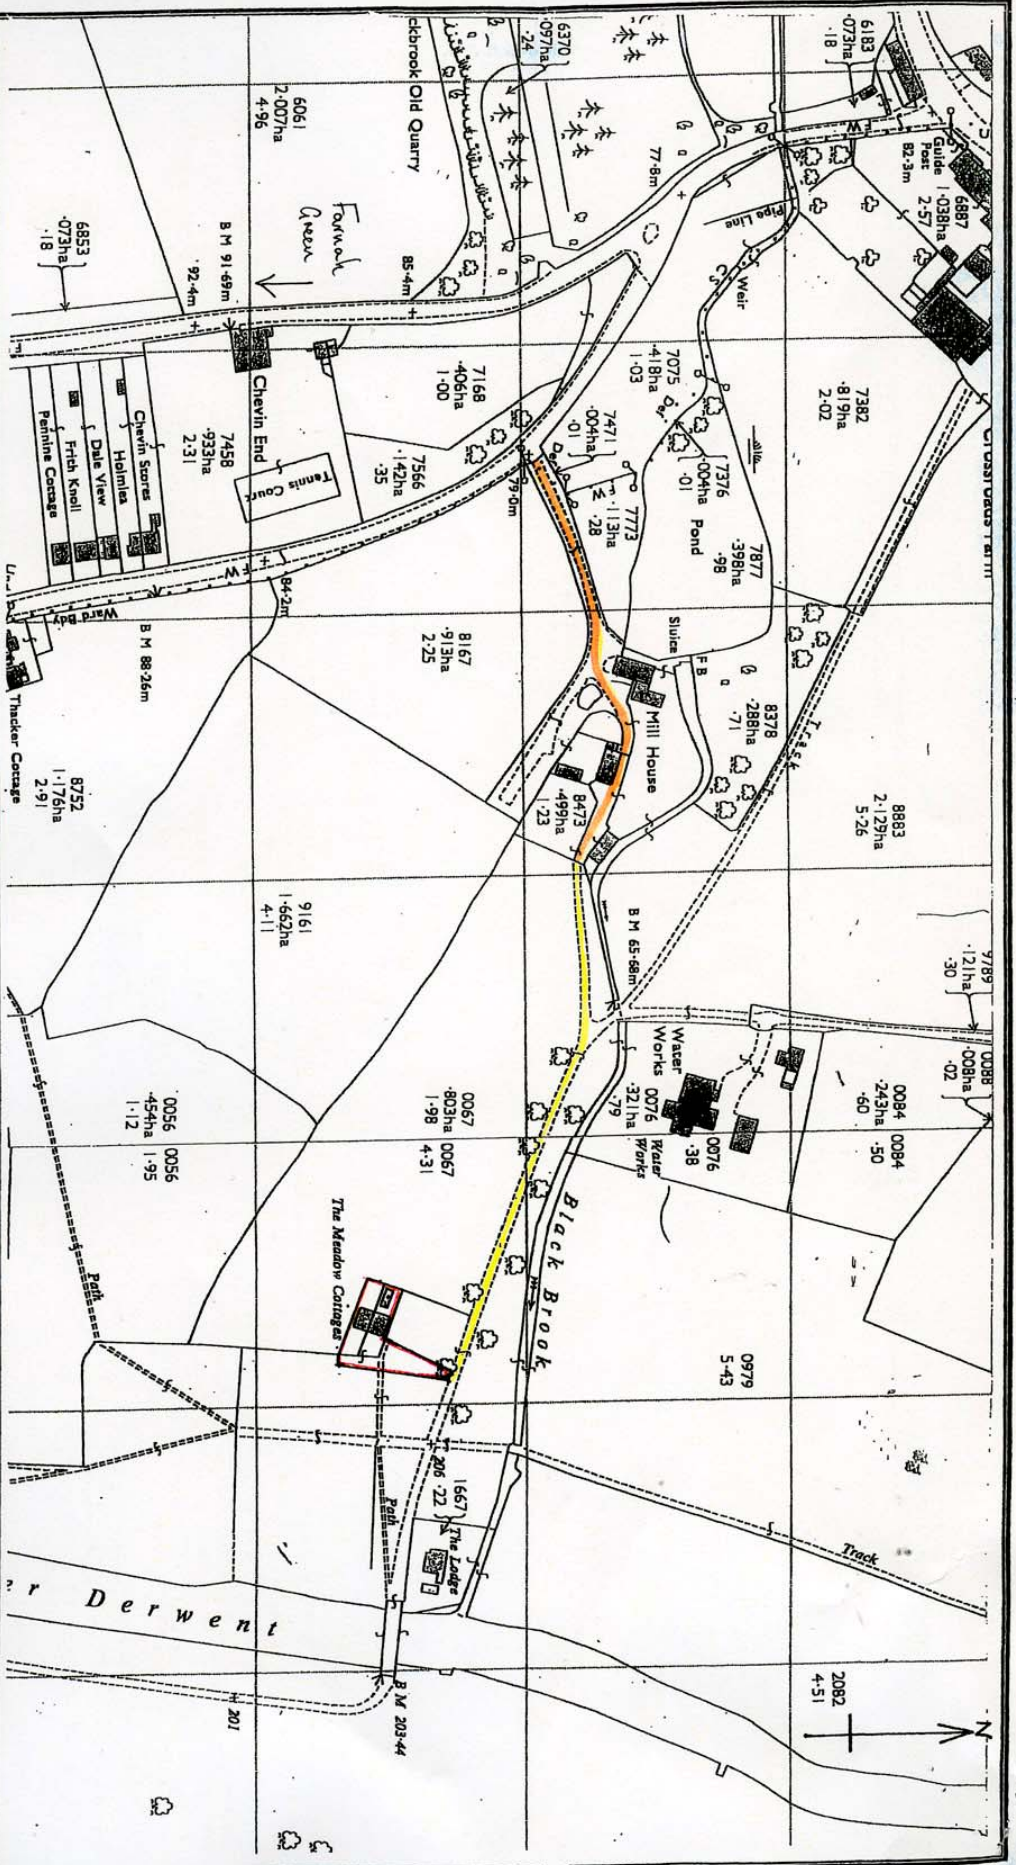 6183
·073ha
·18
FW
Guide
Post
82·3m
6887
1·038ha
2·57
Pipe Line
Weir
CS
7382
·819ha
2·02
Crossroads Farm
6370
·097ha
·24
77·8m
ckbrook Old Quarry
6061
2·007ha
4·96
Farnah
Green
85·4m
B M 91·69m
92·4m
6853
·073ha
·18
7075
·418ha
1·03
7376
·004ha
·01
7471
·004ha
·01
7773
·113ha
·28
W
Pond
7877
·398ha
·98
Sluice
F B
8378
·288ha
·71
Track
8883
2·129ha
5·26
7168
·406ha
1·00
7566
·142ha
·35
79·0m
Chevin End
7458
·933ha
2·31
Tennis Court
Chevin Stores
Holmlea
Dale View
Frith Knoll
Pennine Cottage
FW
84·2m
Ward Bdy
B M 88·26m
Thacker Cottage
8167
·913ha
2·25
Mill House
8473
·499ha
1·23
8752
1·176ha
2·91
9161
1·662ha
4·11
B M 65·68m
9789
·121ha
·30
0088
·008ha
·02
Water
Works
0076
·321ha
·79
Water
Works
0076
·38
0084
·243ha
·60
0084
·50
0067
·803ha
1·98
0067
4·31
0056
·454ha
1·12
0056
1·95
Path
Black Brook
The Meadow Cottages
0979
5·43
206
1667
·22
The Lodge
Path
Track
er Derwent
B M 203·44
201
2082
4·51
N